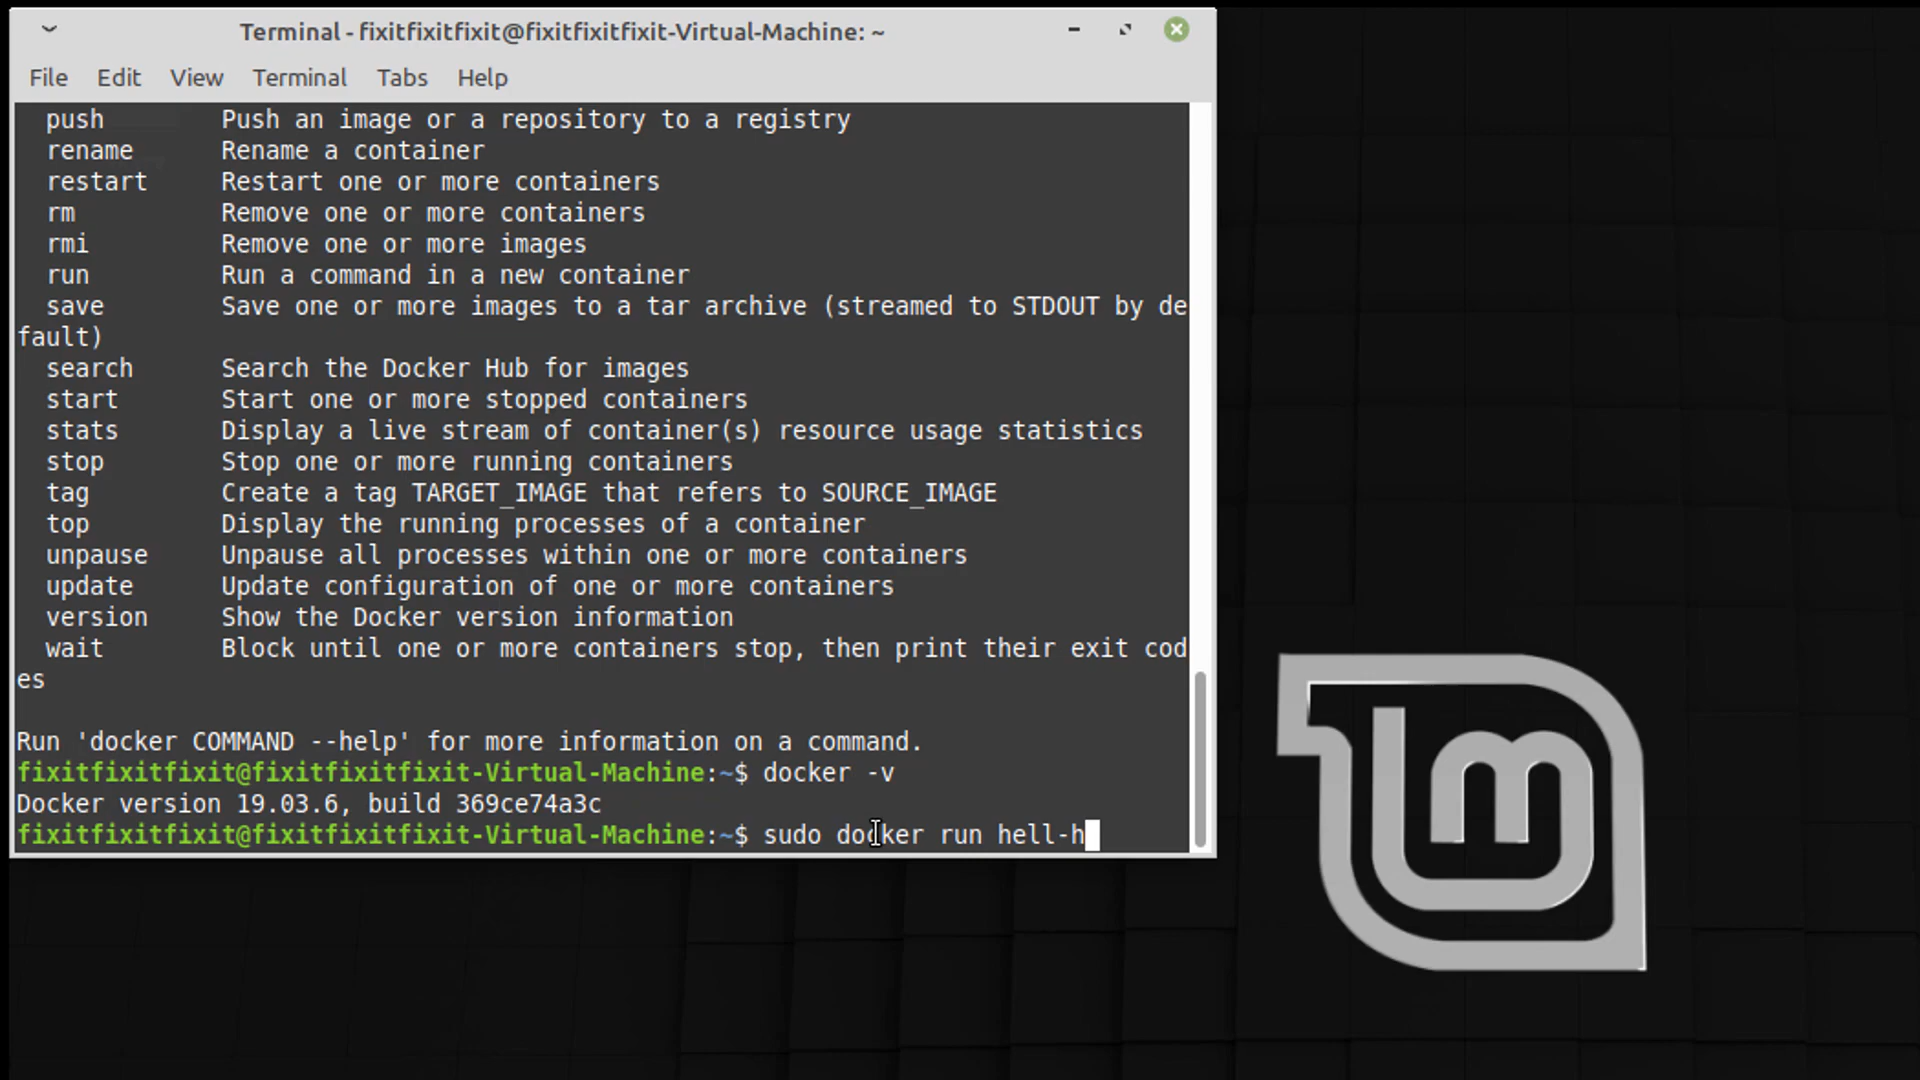 Terminal - fixitfixitfixit@fixitfixitfixit-Virtual-Machine: ~
File Edit View Terminal Tabs Help
push Push an image or a repository to a registry
rename Rename a container
restart Restart one or more containers
rm Remove one or more containers
rmi Remove one or more images
run Run a command in a new container
save Save one or more images to a tar archive (streamed to STDOUT by de
fault)
search Search the Docker Hub for images
start Start one or more stopped containers
stats Display a live stream of container(s) resource usage statistics
stop Stop one or more running containers
tag Create a tag TARGET_IMAGE that refers to SOURCE_IMAGE
top Display the running processes of a container
unpause Unpause all processes within one or more containers
update Update configuration of one or more containers
version Show the Docker version information
wait Block until one or more containers stop, then print their exit cod
es
Run 'docker COMMAND --help' for more information on a command.
fixitfixitfixit@fixitfixitfixit-Virtual-Machine:~$ docker -v
Docker version 19.03.6, build 369ce74a3c
fixitfixitfixit@fixitfixitfixit-Virtual-Machine:~$ sudo docker run hell-h
lm